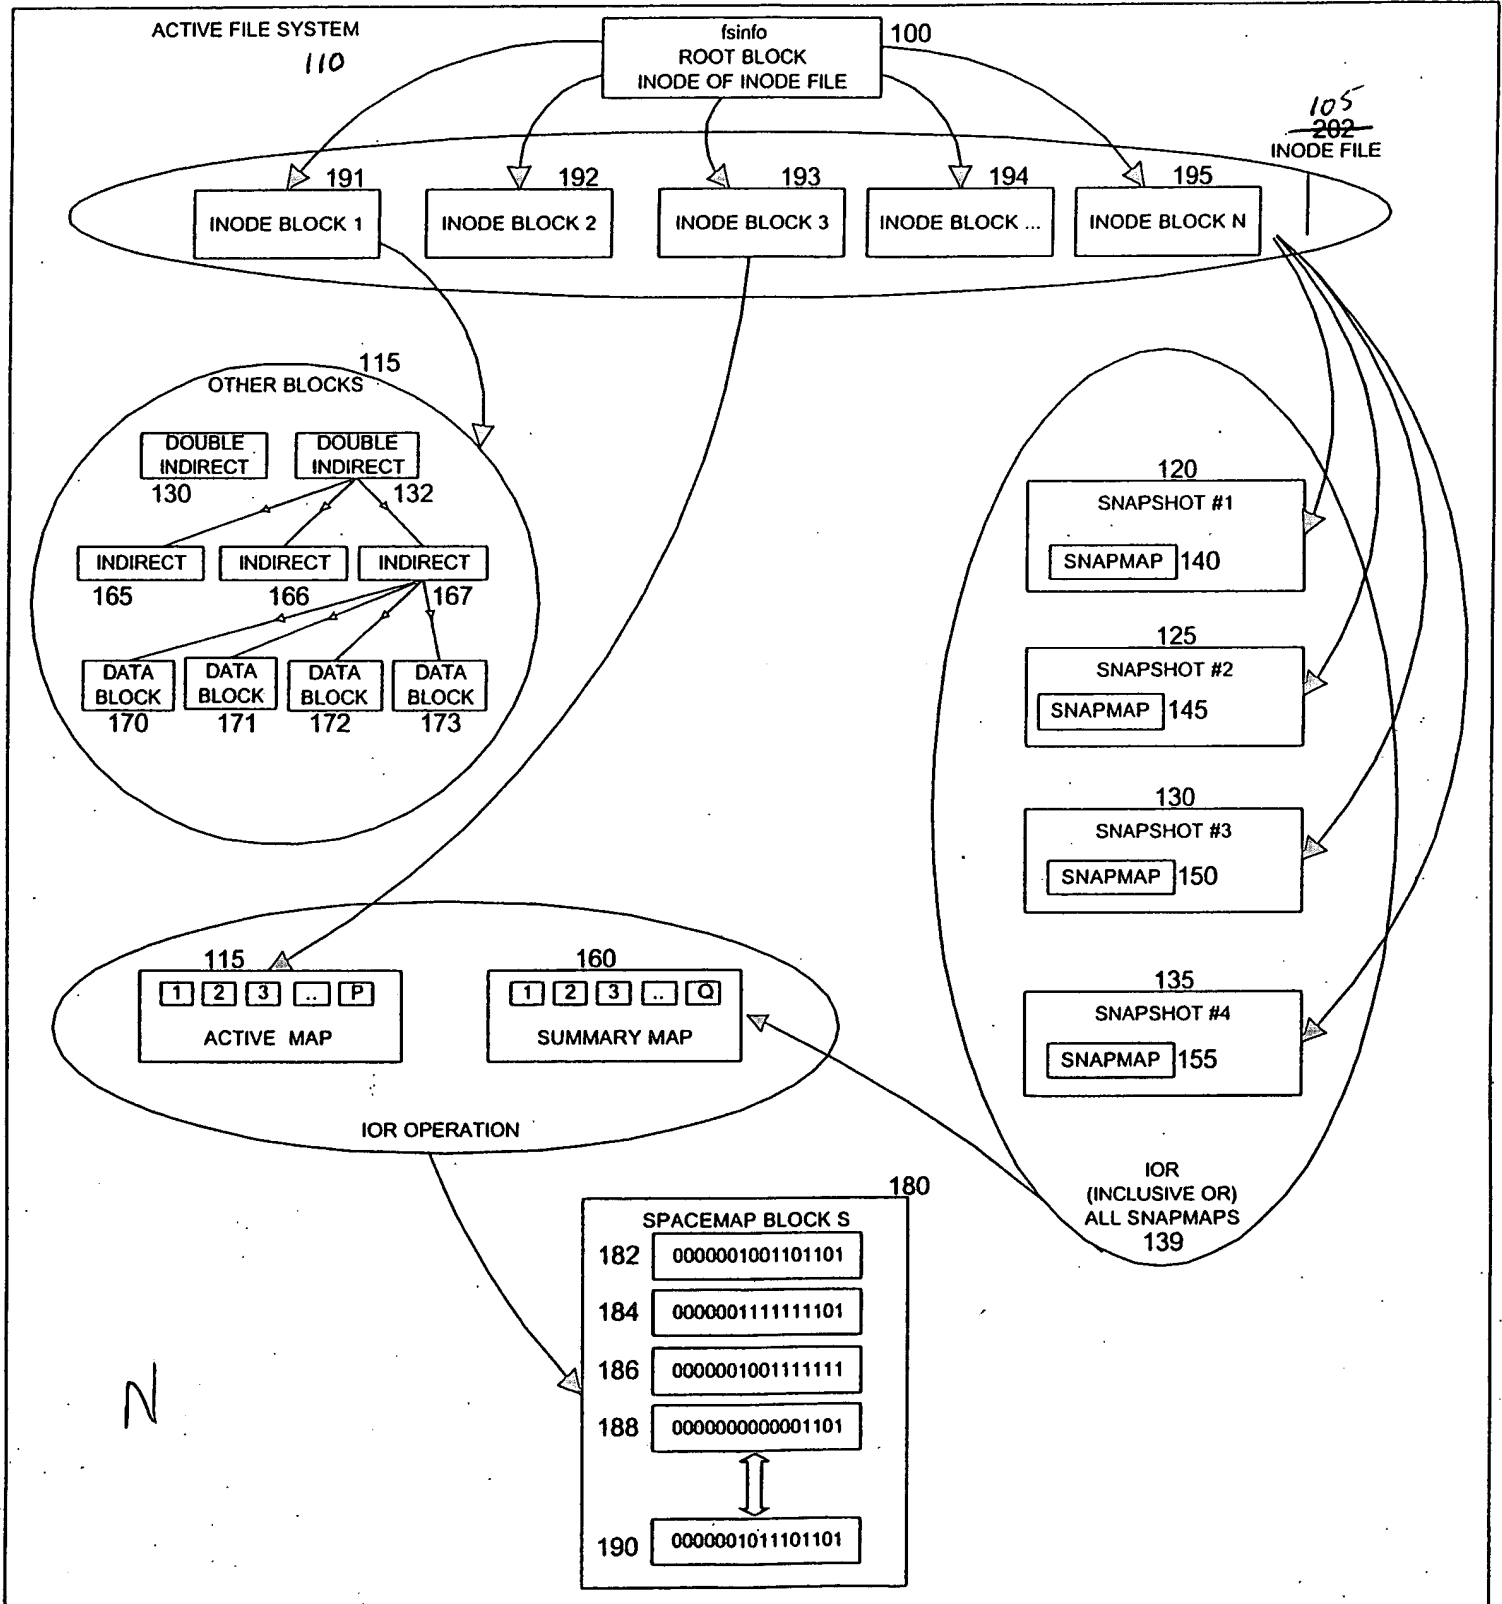 ACTIVE FILE SYSTEM
110
fsinfo
ROOT BLOCK
INODE OF INODE FILE
100
105
202
INODE FILE
191
192
193
194
195
INODE BLOCK 1
INODE BLOCK 2
INODE BLOCK 3
INODE BLOCK ...
INODE BLOCK N
115
OTHER BLOCKS
DOUBLE INDIRECT
DOUBLE INDIRECT
130
132
INDIRECT
INDIRECT
INDIRECT
165
166
167
DATA BLOCK
DATA BLOCK
DATA BLOCK
DATA BLOCK
170
171
172
173
120
SNAPSHOT #1
SNAPMAP 140
125
SNAPSHOT #2
SNAPMAP 145
130
SNAPSHOT #3
SNAPMAP 150
135
SNAPSHOT #4
SNAPMAP 155
IOR
(INCLUSIVE OR)
ALL SNAPMAPS
139
115
1 2 3 .. P
ACTIVE MAP
160
1 2 3 .. Q
SUMMARY MAP
IOR OPERATION
180
SPACEMAP BLOCK S
182 0000001001101101
184 0000001111111101
186 0000001001111111
188 0000000000001101
190 0000001011101101
N